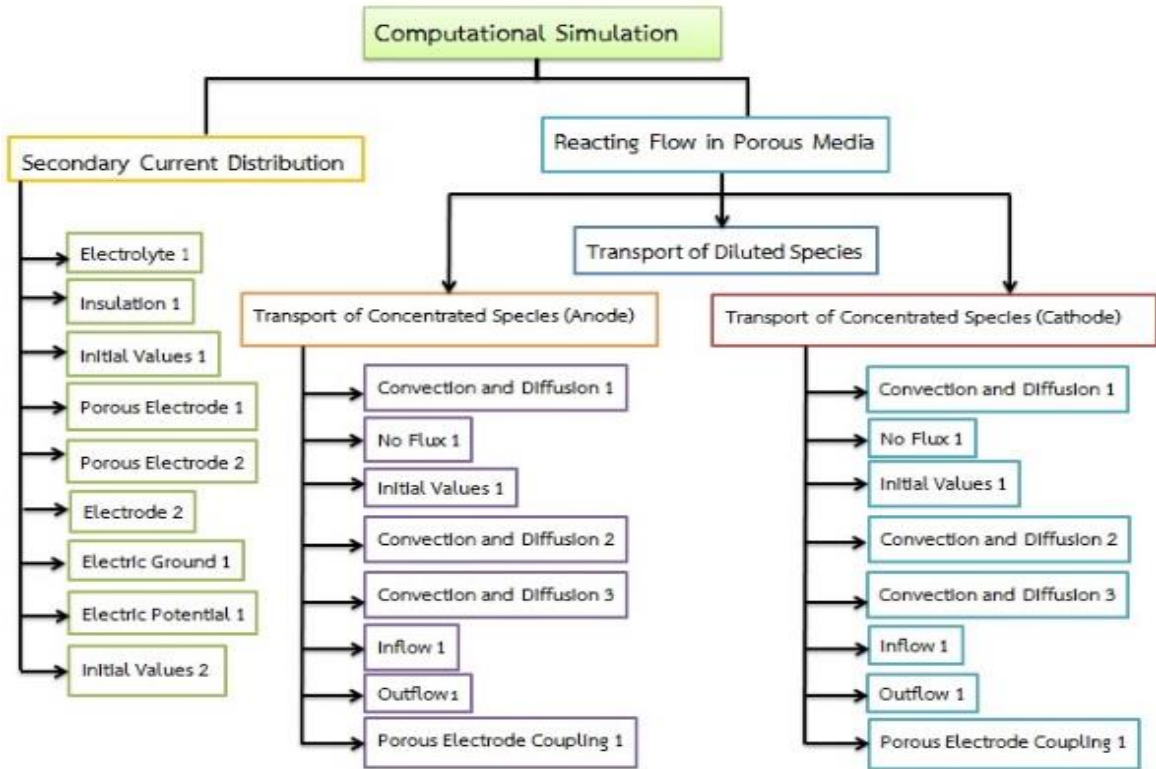 Computational Simulation
Secondary Current Distribution
Electrolyte 1
Insulation 1
Initial Values 1
Porous Electrode 1
Porous Electrode 2
Electrode 2
Electric Ground 1
Electric Potential 1
Initial Values 2
Reacting Flow in Porous Media
Transport of Diluted Species
Transport of Concentrated Species (Anode)
Convection and Diffusion 1
No Flux 1
Initial Values 1
Convection and Diffusion 2
Convection and Diffusion 3
Inflow 1
Outflow 1
Porous Electrode Coupling 1
Transport of Concentrated Species (Cathode)
Convection and Diffusion 1
No Flux 1
Initial Values 1
Convection and Diffusion 2
Convection and Diffusion 3
Inflow 1
Outflow 1
Porous Electrode Coupling 1